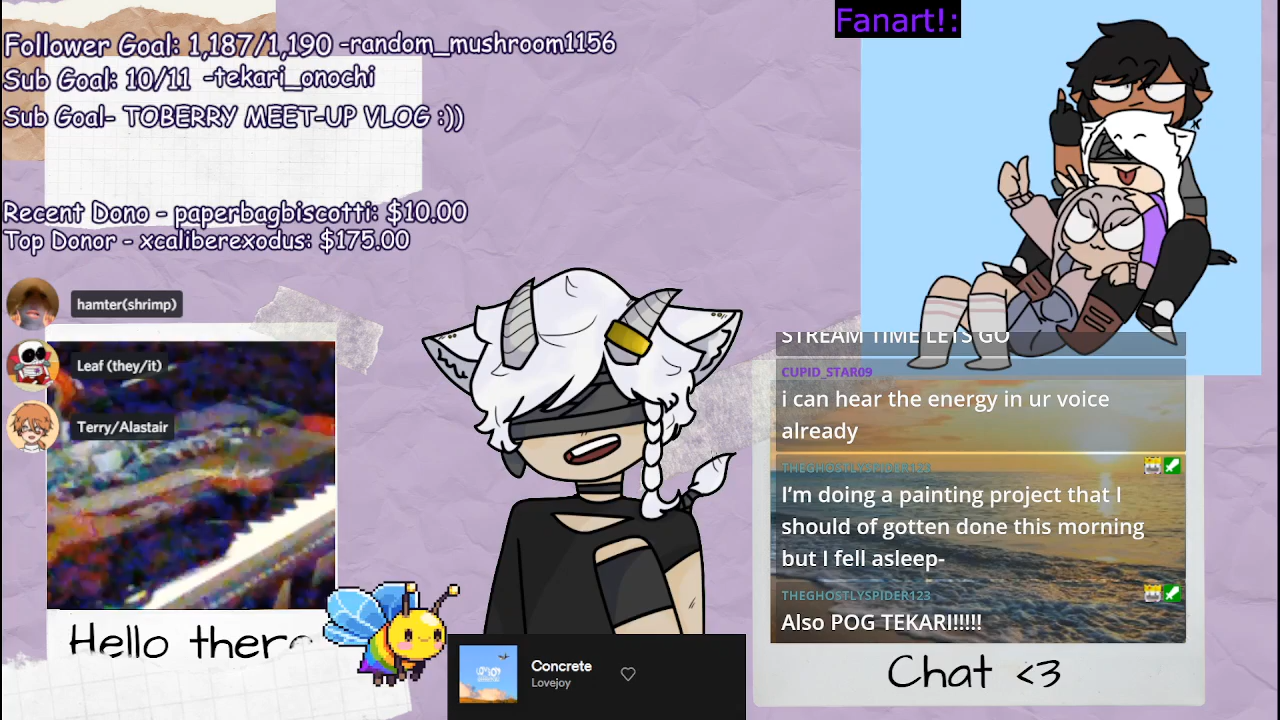 Follower Goal: 1,187/1,190 -random_mushroom1156
Sub Goal: 10/11 -tekari_onochi
Sub Goal- TOBERRY MEET-UP VLOG :))
Recent Dono - paperbagbiscotti: $10.00
Top Donor - xcaliberexodus: $175.00
hamter(shrimp)
Leaf (they/it)
Terry/Alastair
Hello there
Concrete
Lovejoy
Fanart!:
STREAM TIME LETS GO
CUPID_STAR09
i can hear the energy in ur voice
already
THEGHOSTLYSPIDER123
I'm doing a painting project that I
should of gotten done this morning
but I fell asleep-
THEGHOSTLYSPIDER123
Also POG TEKARI!!!!!
Chat <3